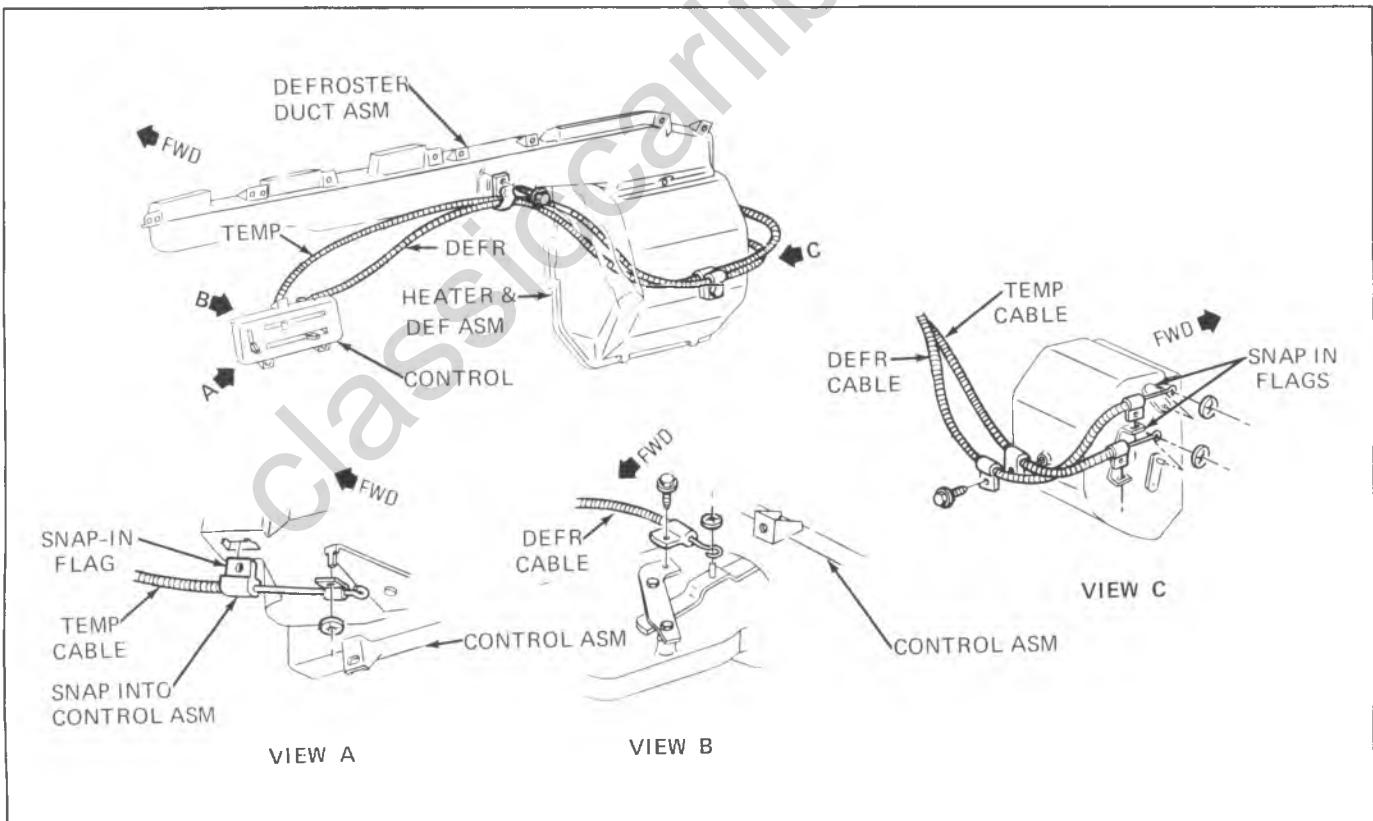 classiccarlib
DEFROSTER
DUCT ASM
FWD
TEMP
DEFR
B
C
HEATER &
DEF ASM
A
CONTROL
TEMP
CABLE
FWD
DEFR
CABLE
SNAP IN
FLAGS
VIEW C
FWD
SNAP-IN
FLAG
TEMP
CABLE
SNAP INTO
CONTROL ASM
CONTROL ASM
VIEW A
FWD
DEFR
CABLE
CONTROL ASM
VIEW B